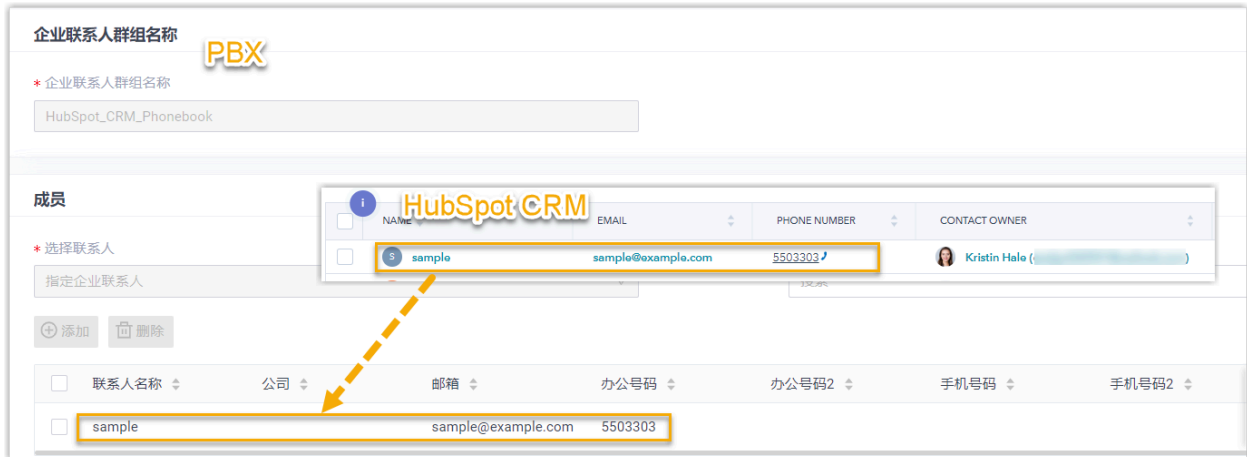 企业联系人群组名称
PBX
* 企业联系人群组名称
HubSpot_CRM_Phonebook
成员
i HubSpot CRM
NAME EMAIL PHONE NUMBER CONTACT OWNER
S sample sample@example.com 5503303 Kristin Hale ( )
* 选择联系人
指定企业联系人
搜索
添加 删除
联系人名称 公司 邮箱 办公号码 办公号码2 手机号码 手机号码2
sample sample@example.com 5503303